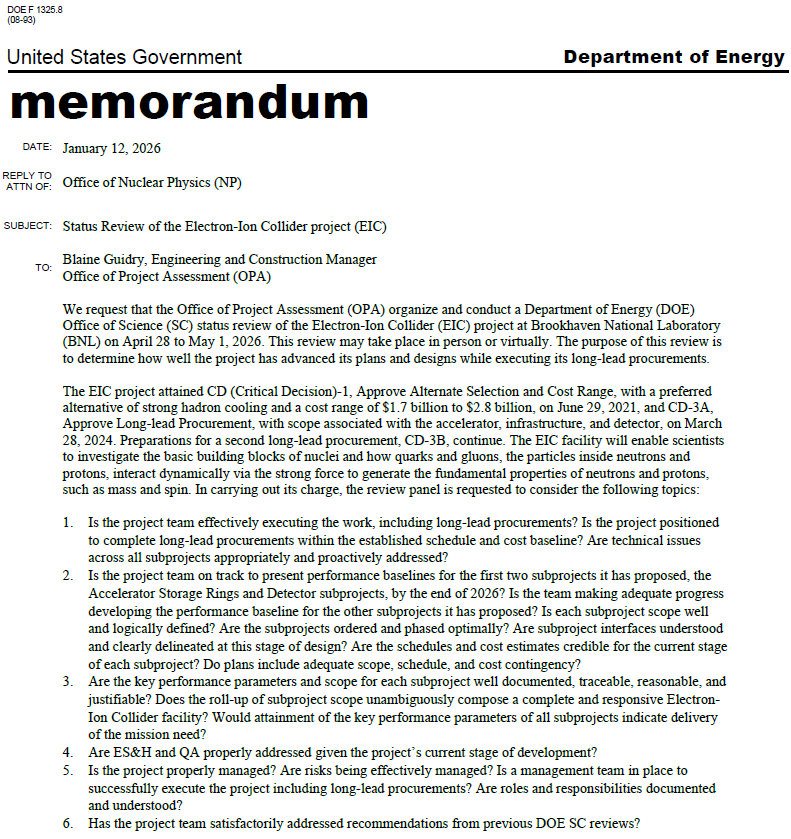 DOE F 1325.8
(08-93)
United States Government
Department of Energy
memorandum
DATE: January 12, 2026
REPLY TO
ATTN OF: Office of Nuclear Physics (NP)
SUBJECT: Status Review of the Electron-Ion Collider project (EIC)
TO: Blaine Guidry, Engineering and Construction Manager
Office of Project Assessment (OPA)
We request that the Office of Project Assessment (OPA) organize and conduct a Department of Energy (DOE)
Office of Science (SC) status review of the Electron-Ion Collider (EIC) project at Brookhaven National Laboratory
(BNL) on April 28 to May 1, 2026. This review may take place in person or virtually. The purpose of this review is
to determine how well the project has advanced its plans and designs while executing its long-lead procurements.
The EIC project attained CD (Critical Decision)-1, Approve Alternate Selection and Cost Range, with a preferred
alternative of strong hadron cooling and a cost range of $1.7 billion to $2.8 billion, on June 29, 2021, and CD-3A,
Approve Long-lead Procurement, with scope associated with the accelerator, infrastructure, and detector, on March
28, 2024. Preparations for a second long-lead procurement, CD-3B, continue. The EIC facility will enable scientists
to investigate the basic building blocks of nuclei and how quarks and gluons, the particles inside neutrons and
protons, interact dynamically via the strong force to generate the fundamental properties of neutrons and protons,
such as mass and spin. In carrying out its charge, the review panel is requested to consider the following topics:
1. Is the project team effectively executing the work, including long-lead procurements? Is the project positioned
to complete long-lead procurements within the established schedule and cost baseline? Are technical issues
across all subprojects appropriately and proactively addressed?
2. Is the project team on track to present performance baselines for the first two subprojects it has proposed, the
Accelerator Storage Rings and Detector subprojects, by the end of 2026? Is the team making adequate progress
developing the performance baseline for the other subprojects it has proposed? Is each subproject scope well
and logically defined? Are the subprojects ordered and phased optimally? Are subproject interfaces understood
and clearly delineated at this stage of design? Are the schedules and cost estimates credible for the current stage
of each subproject? Do plans include adequate scope, schedule, and cost contingency?
3. Are the key performance parameters and scope for each subproject well documented, traceable, reasonable, and
justifiable? Does the roll-up of subproject scope unambiguously compose a complete and responsive Electron-
Ion Collider facility? Would attainment of the key performance parameters of all subprojects indicate delivery
of the mission need?
4. Are ES&H and QA properly addressed given the project's current stage of development?
5. Is the project properly managed? Are risks being effectively managed? Is a management team in place to
successfully execute the project including long-lead procurements? Are roles and responsibilities documented
and understood?
6. Has the project team satisfactorily addressed recommendations from previous DOE SC reviews?